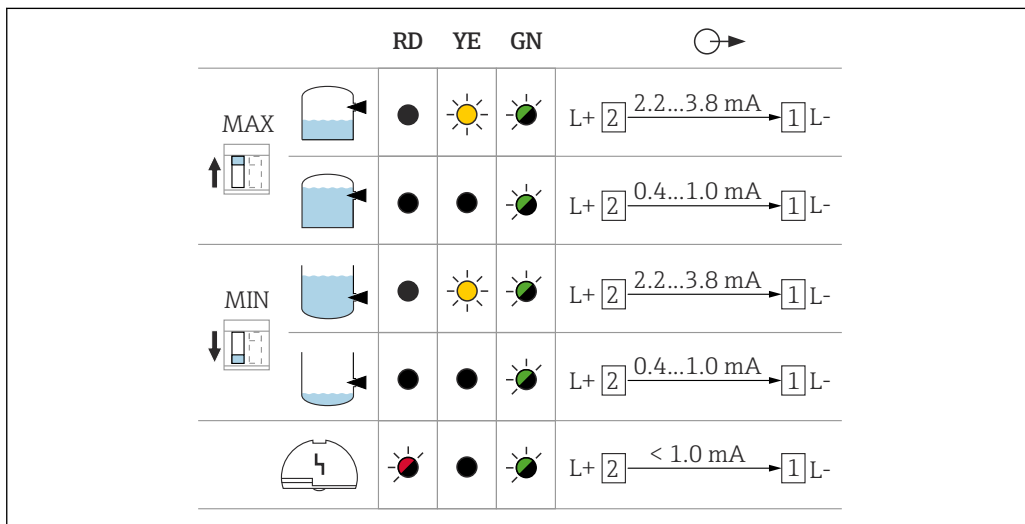 RD YE GN
MAX
L+ 2 2.2...3.8 mA 1 L-
L+ 2 0.4...1.0 mA 1 L-
MIN
L+ 2 2.2...3.8 mA 1 L-
L+ 2 0.4...1.0 mA 1 L-
L+ 2 < 1.0 mA 1 L-